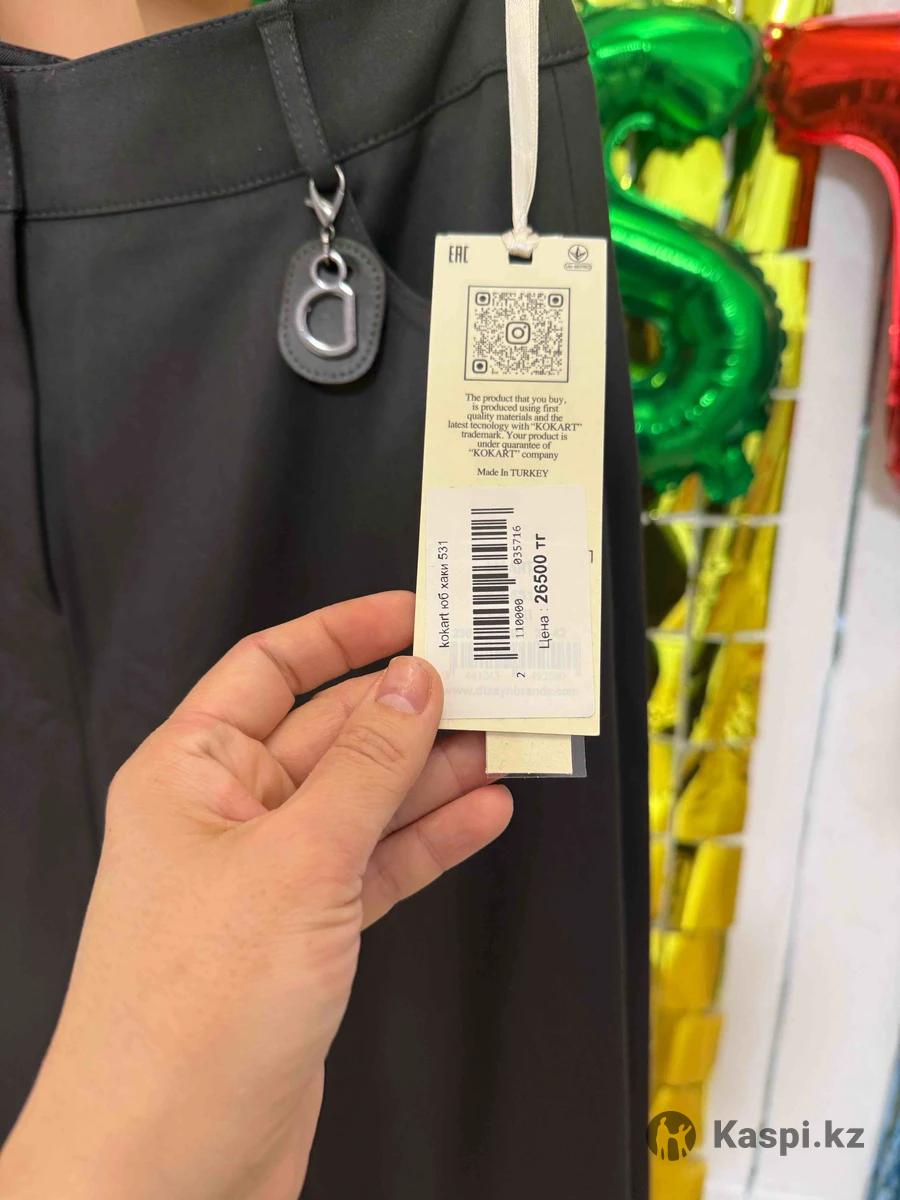 EAC
The product that you buy,
is produced using first
quality materials and the
latest tecnology with "KOKART"
trademark. Your product is
under quarantee of
"KOKART" company
Made In TURKEY
kokart юб хаки 531
2 110000 035716
Цена : 26500 тг
Kaspi.kz